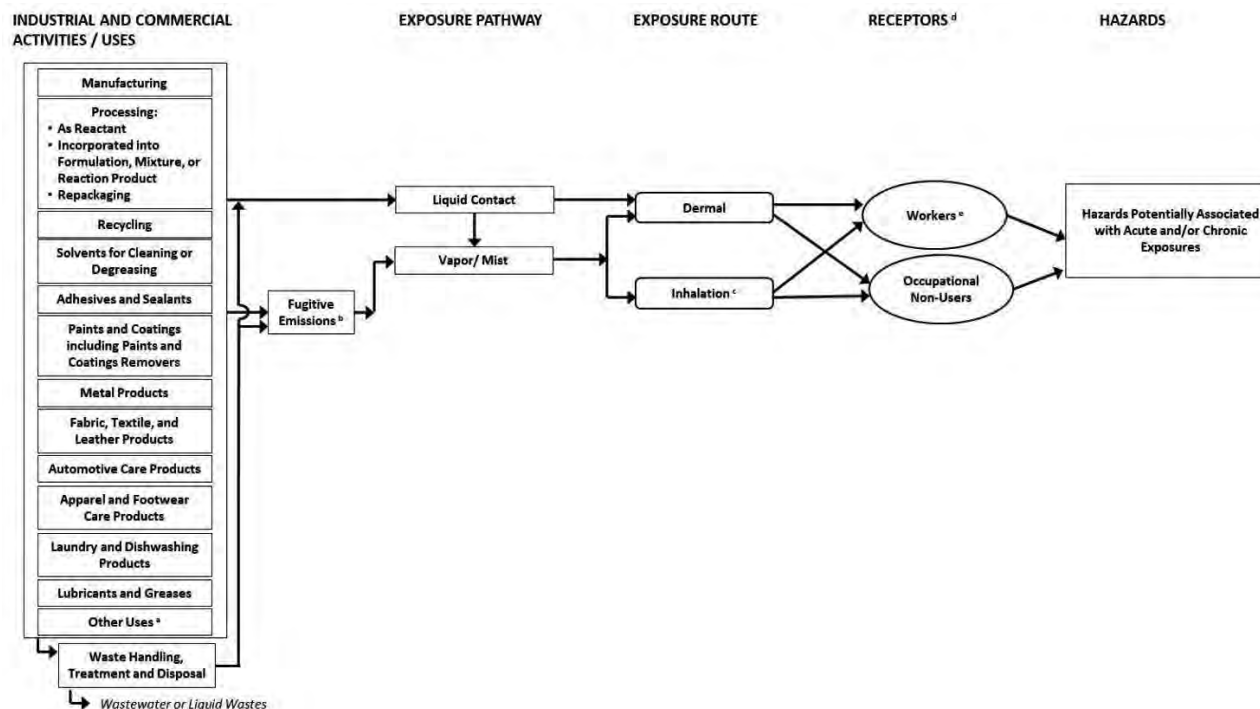 INDUSTRIAL AND COMMERCIAL
ACTIVITIES / USES
EXPOSURE PATHWAY
EXPOSURE ROUTE
RECEPTORS ᵈ
HAZARDS
Manufacturing
Processing:
• As Reactant
• Incorporated into
Formulation, Mixture, or
Reaction Product
• Repackaging
Recycling
Solvents for Cleaning or
Degreasing
Adhesives and Sealants
Paints and Coatings
including Paints and
Coatings Removers
Metal Products
Fabric, Textile, and
Leather Products
Automotive Care Products
Apparel and Footwear
Care Products
Laundry and Dishwashing
Products
Lubricants and Greases
Other Uses ᵃ
Waste Handling,
Treatment and Disposal
Wastewater or Liquid Wastes
Fugitive
Emissions ᵇ
Liquid Contact
Vapor/ Mist
Dermal
Inhalation ᶜ
Workers ᵉ
Occupational
Non-Users
Hazards Potentially Associated
with Acute and/or Chronic
Exposures